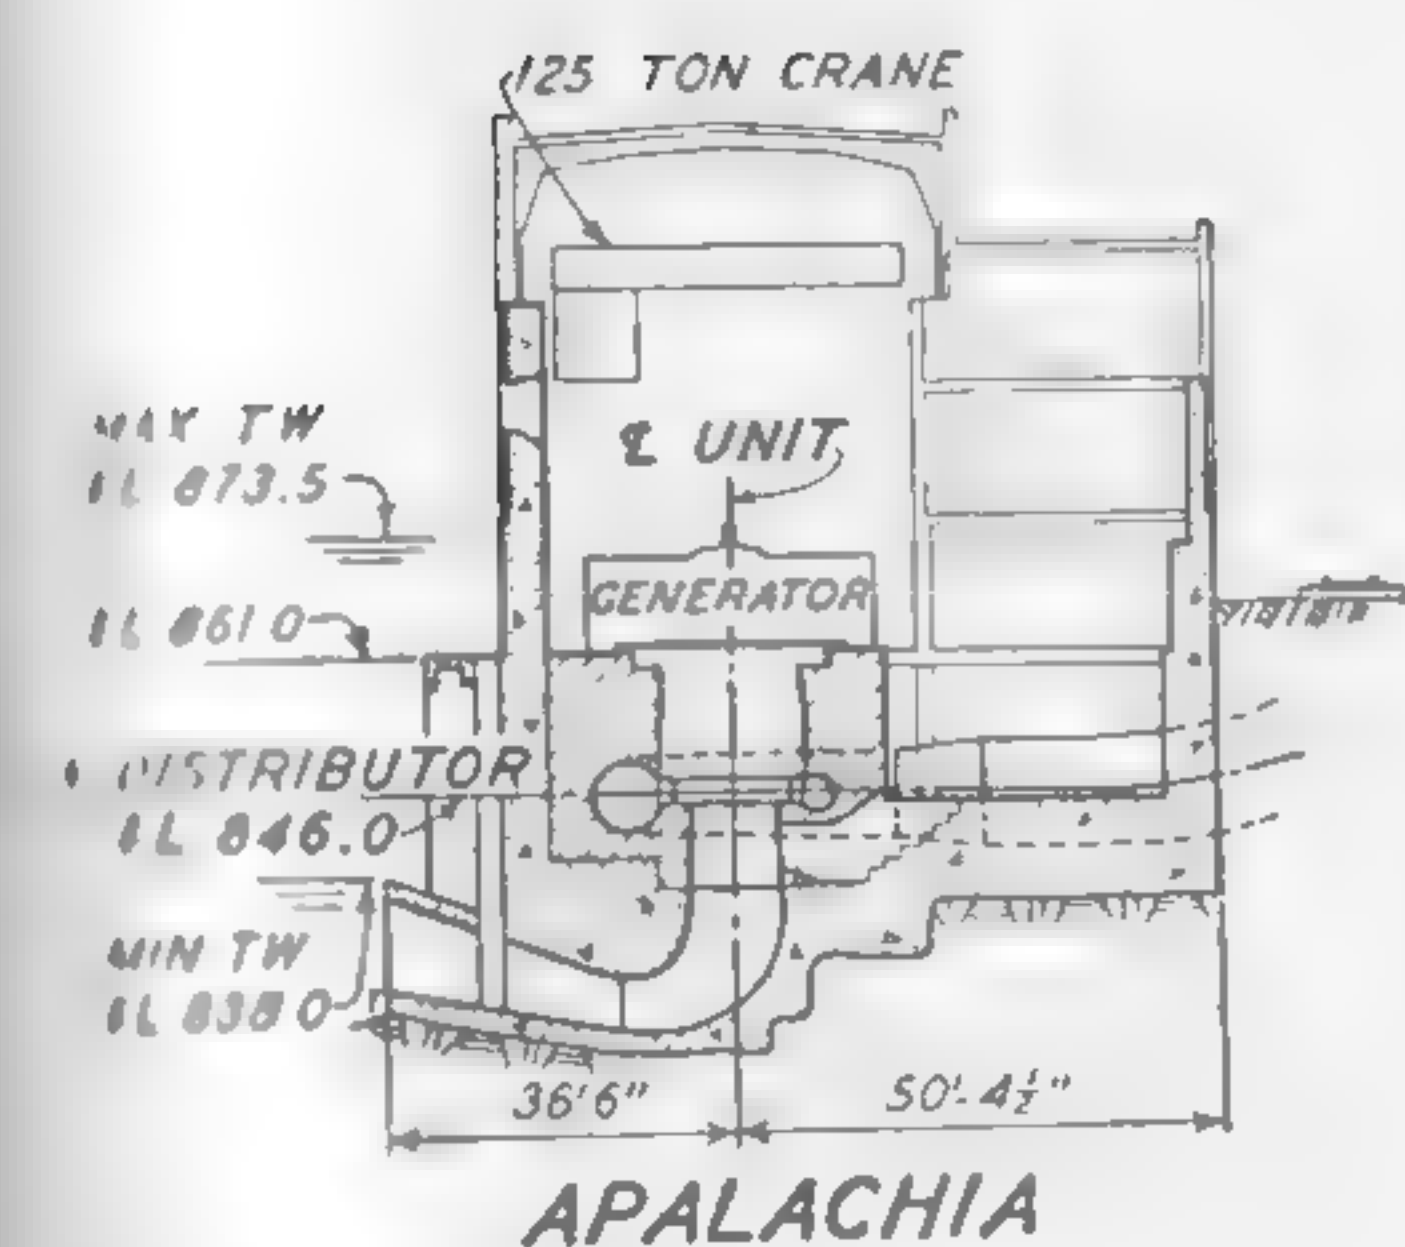 125 TON CRANE
MAX TW
EL 873.5
℄ UNIT
GENERATOR
EL 861.0
℄ DISTRIBUTOR
EL 846.0
MIN TW
EL 838.0
36'6"
50'-4½"
APALACHIA